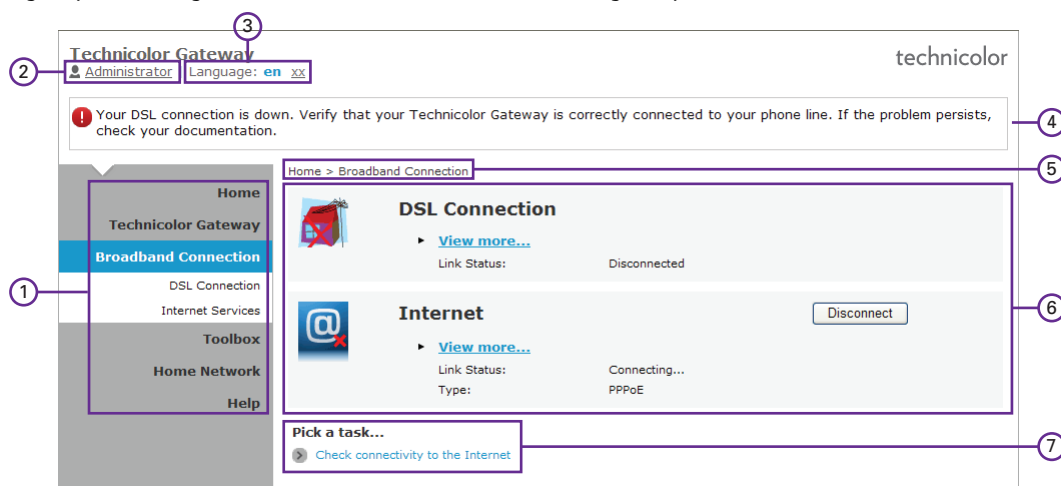 3
Technicolor Gateway
technicolor
2
Administrator Language: en xx
Your DSL connection is down. Verify that your Technicolor Gateway is correctly connected to your phone line. If the problem persists,
check your documentation.
4
Home > Broadband Connection
5
1
Home
Technicolor Gateway
Broadband Connection
DSL Connection
Internet Services
Toolbox
Home Network
Help
DSL Connection
View more...
Link Status: Disconnected
Internet
Disconnect
6
@
View more...
Link Status: Connecting...
Type: PPPoE
Pick a task...
Check connectivity to the Internet
7